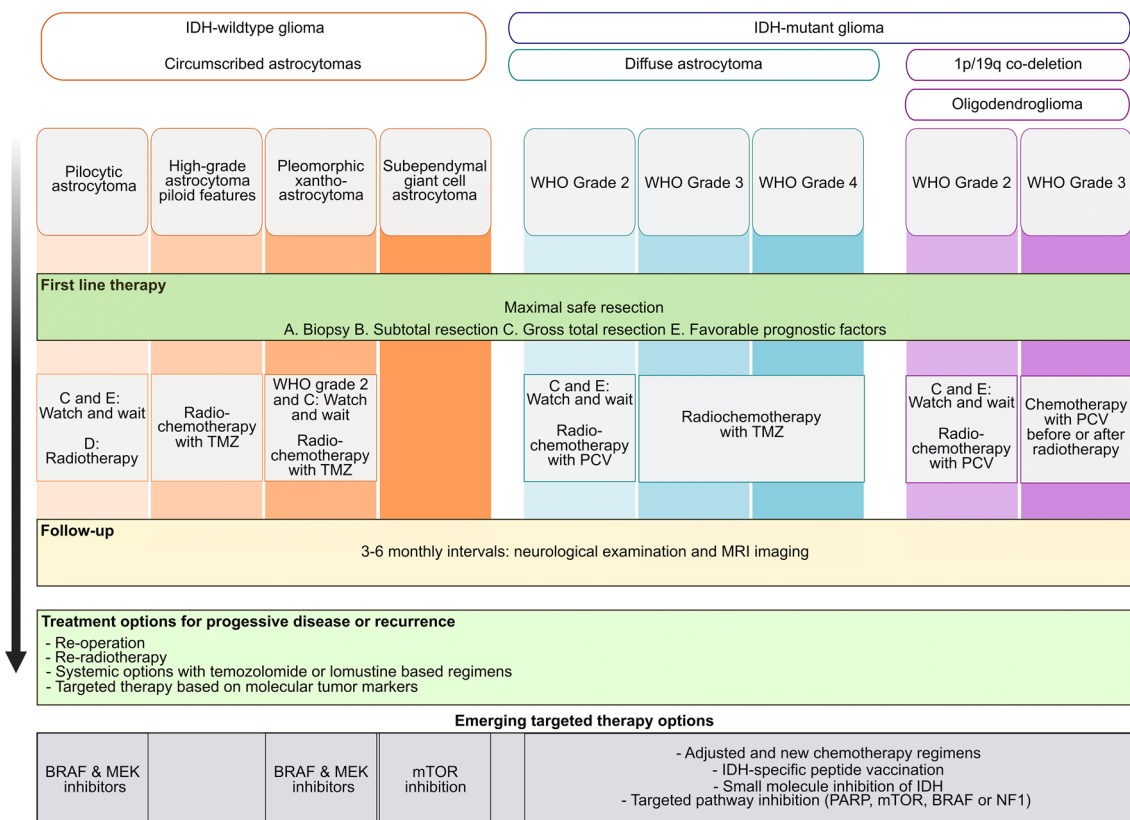 IDH-wildtype glioma
Circumscribed astrocytomas
IDH-mutant glioma
Diffuse astrocytoma
1p/19q co-deletion
Oligodendroglioma
Pilocytic
astrocytoma
High-grade
astrocytoma
piloid features
Pleomorphic
xantho-
astrocytoma
Subependymal
giant cell
astrocytoma
WHO Grade 2
WHO Grade 3
WHO Grade 4
WHO Grade 2
WHO Grade 3
First line therapy
Maximal safe resection
A. Biopsy B. Subtotal resection C. Gross total resection E. Favorable prognostic factors
C and E:
Watch and wait
D:
Radiotherapy
Radio-
chemotherapy
with TMZ
WHO grade 2
and C: Watch
and wait
Radio-
chemotherapy
with TMZ
C and E:
Watch and wait
Radio-
chemotherapy
with PCV
Radiochemotherapy
with TMZ
C and E:
Watch and wait
Radio-
chemotherapy
with PCV
Chemotherapy
with PCV
before or after
radiotherapy
Follow-up
3-6 monthly intervals: neurological examination and MRI imaging
Treatment options for progessive disease or recurrence
- Re-operation
- Re-radiotherapy
- Systemic options with temozolomide or lomustine based regimens
- Targeted therapy based on molecular tumor markers
Emerging targeted therapy options
BRAF & MEK
inhibitors
BRAF & MEK
inhibitors
mTOR
inhibition
- Adjusted and new chemotherapy regimens
- IDH-specific peptide vaccination
- Small molecule inhibition of IDH
- Targeted pathway inhibition (PARP, mTOR, BRAF or NF1)